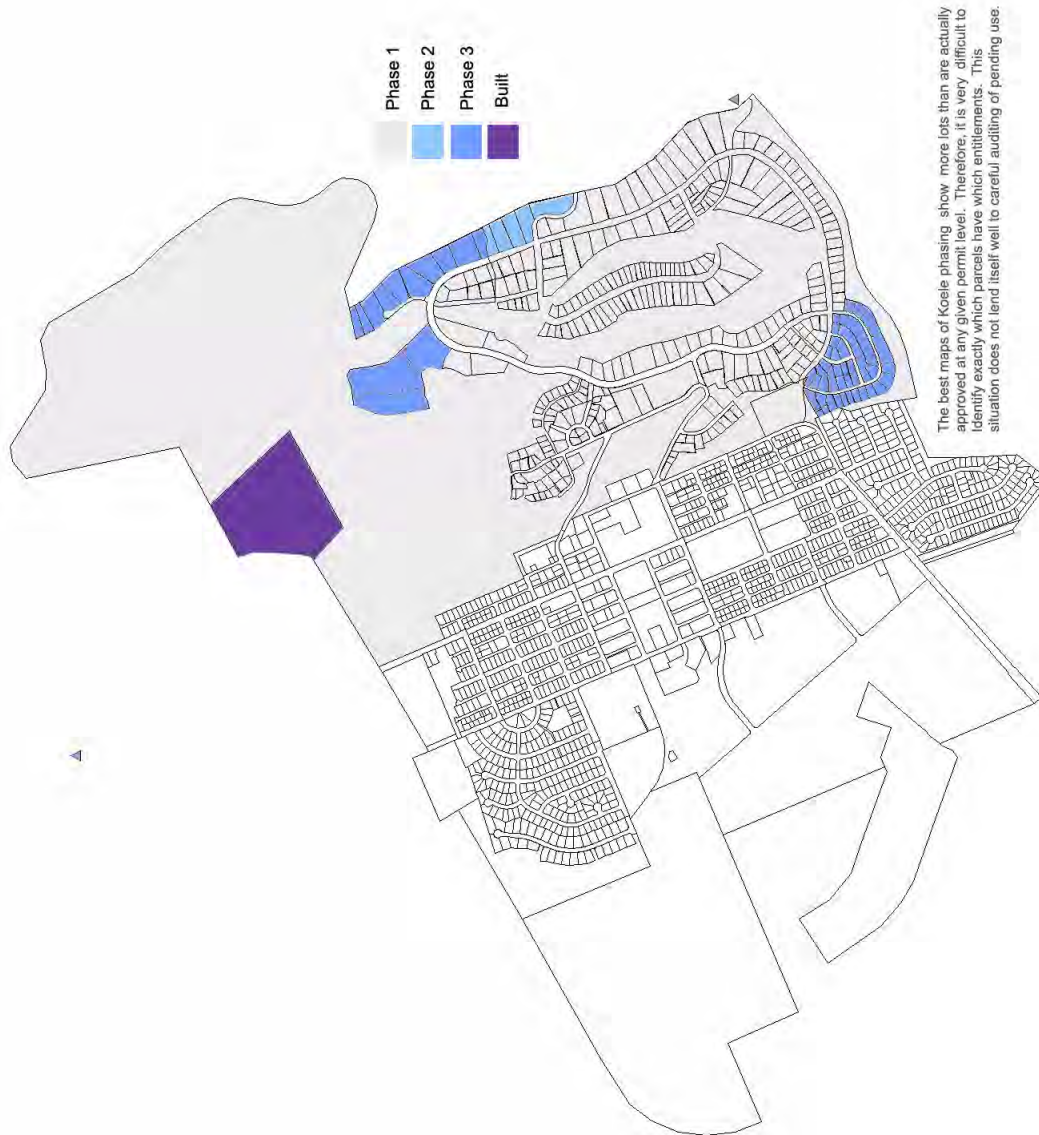 Phase 1
Phase 2
Phase 3
Built
The best maps of Koele phasing show more lots than are actually
approved at any given permit level. Therefore, it is very difficult to
Identify exactly which parcels have which entitlements. This
situation does not lend itself well to careful auditing of pending use.